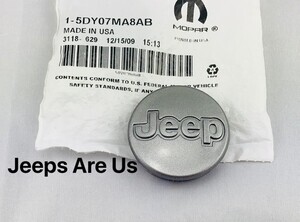 1-5DY07MA8AB
MADE IN USA
3118- 629 12/15/09 15:13
MOPAR
CONTENTS CONFORM TO U.S. FEDERAL
SAFETY STANDARDS, IF ANY
VEHICLE
Jeep
Jeeps Are Us